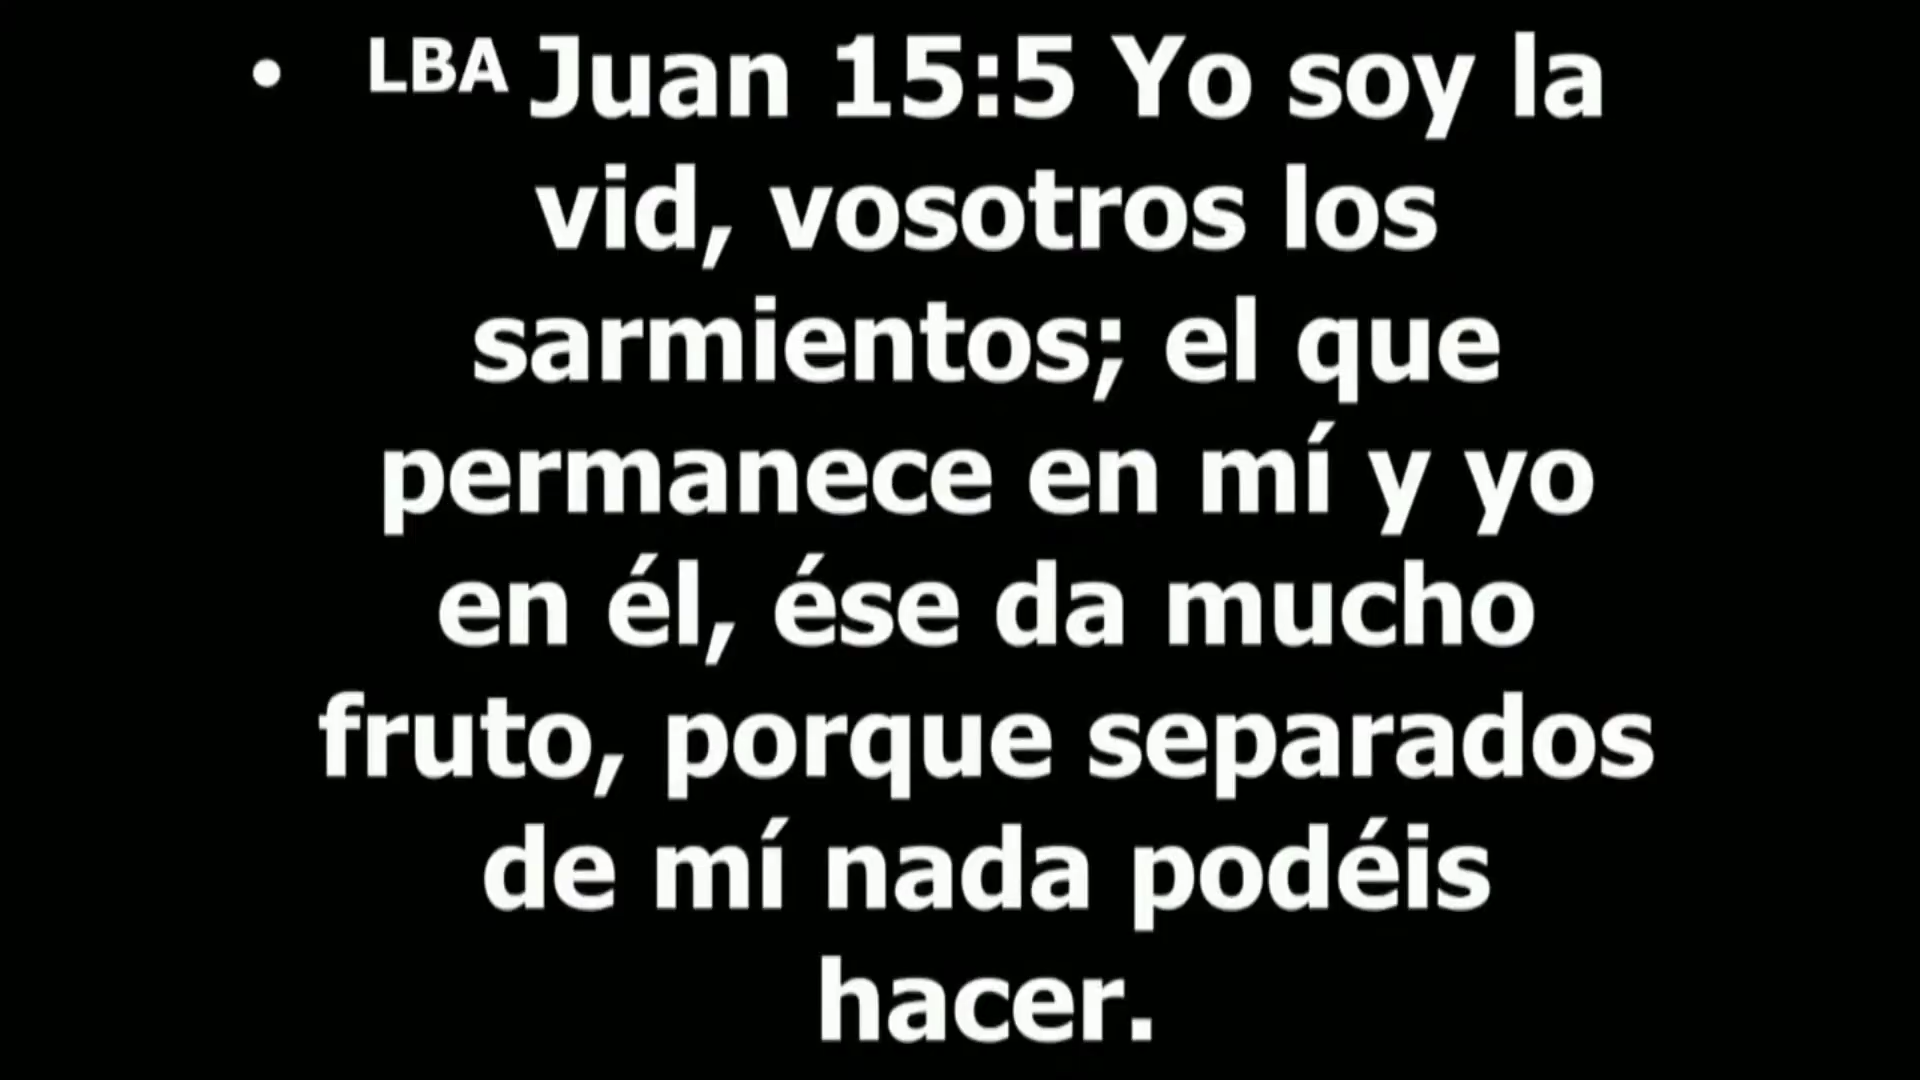 • LBA Juan 15:5 Yo soy la
vid, vosotros los
sarmientos; el que
permanece en mí y yo
en él, ése da mucho
fruto, porque separados
de mí nada podéis
hacer.